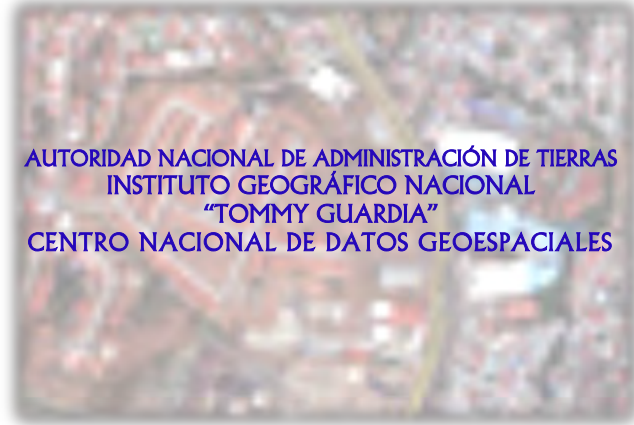 AUTORIDAD NACIONAL DE ADMINISTRACIÓN DE TIERRAS
INSTITUTO GEOGRÁFICO NACIONAL
“TOMMY GUARDIA”
CENTRO NACIONAL DE DATOS GEOESPACIALES